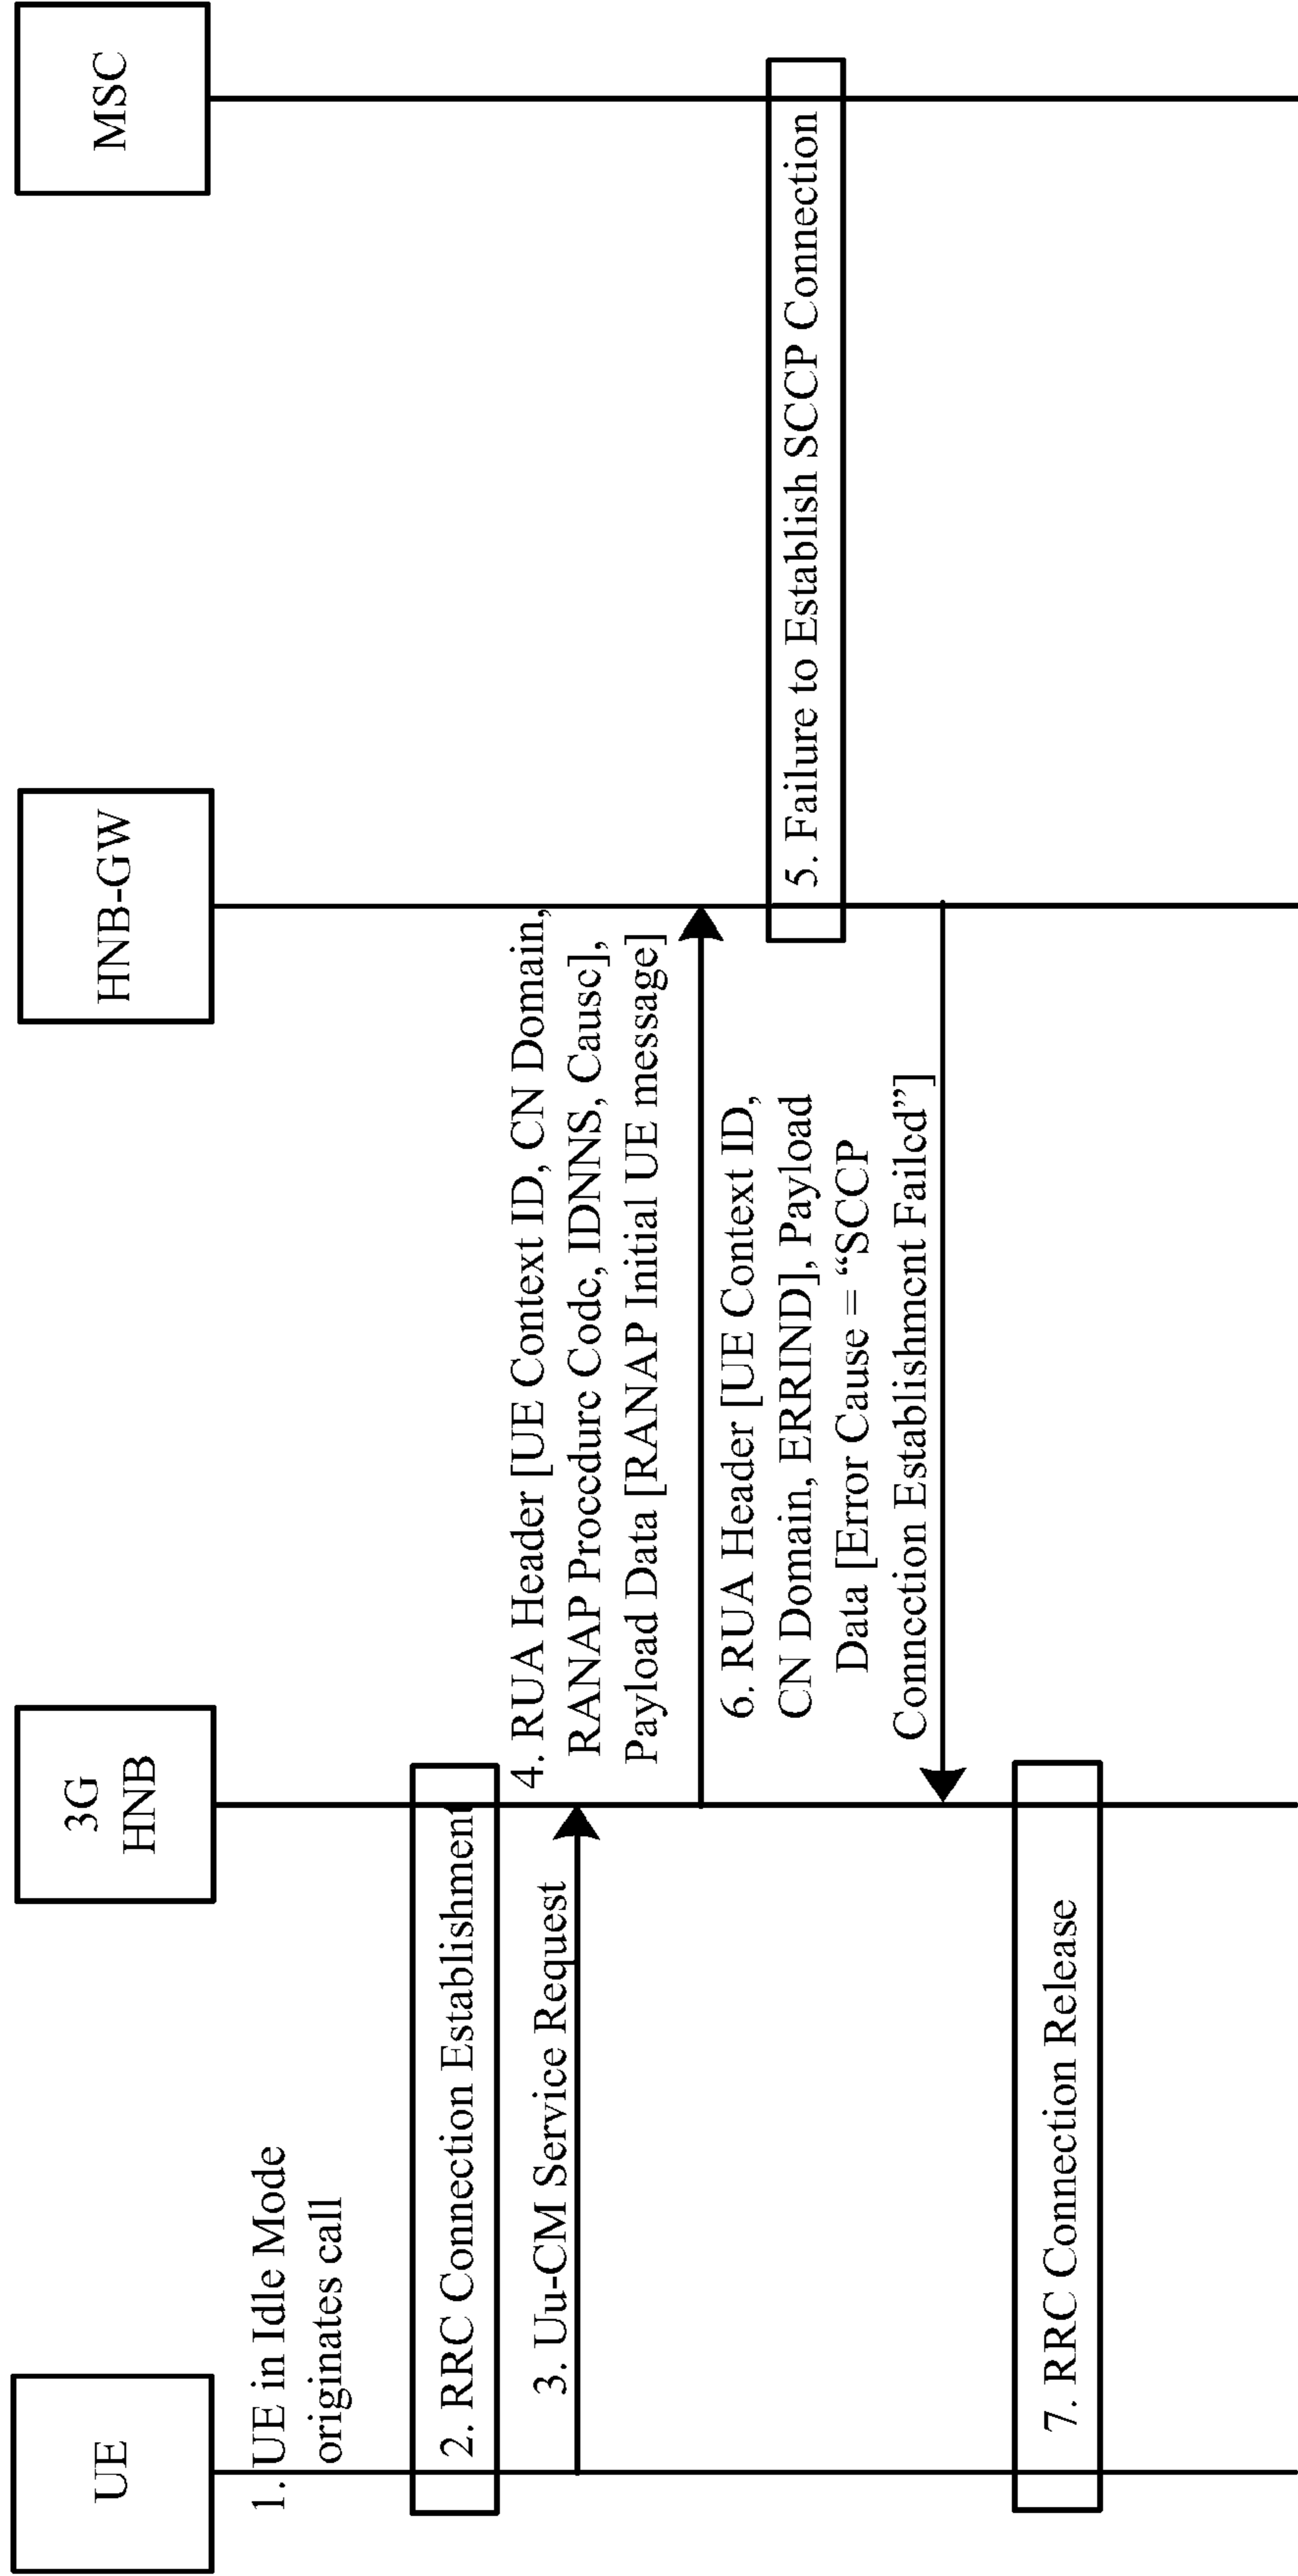 UE
3G
HNB
HNB-GW
MSC
1. UE in Idle Mode
originates call
2. RRC Connection Establishment
3. Uu-CM Service Request
4. RUA Header [UE Context ID, CN Domain,
RANAP Procedure Code, IDNNS, Cause],
Payload Data [RANAP Initial UE message]
5. Failure to Establish SCCP Connection
6. RUA Header [UE Context ID,
CN Domain, ERRIND], Payload
Data [Error Cause = “SCCP
Connection Establishment Failed”]
7. RRC Connection Release